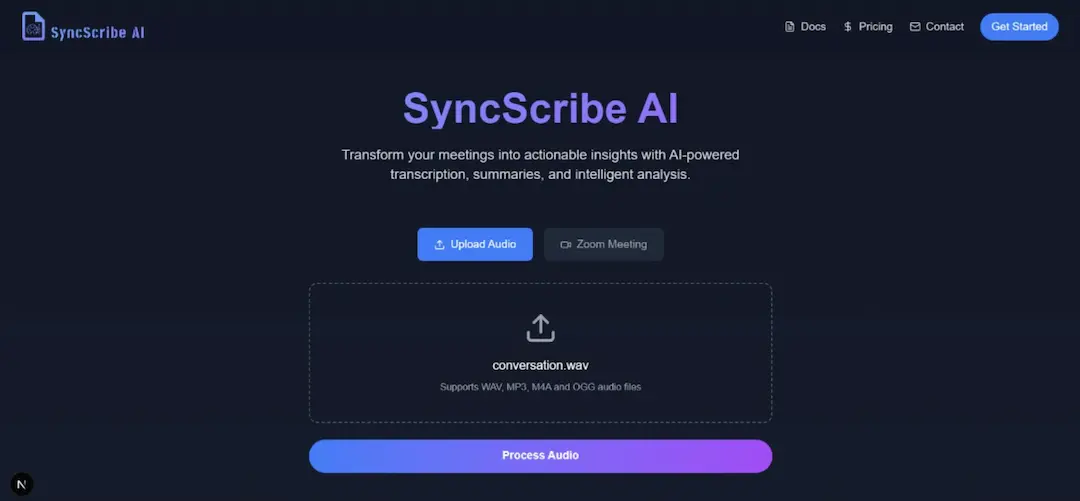 SyncScribe AI
Docs
Pricing
Contact
Get Started
SyncScribe AI
Transform your meetings into actionable insights with AI-powered
transcription, summaries, and intelligent analysis.
Upload Audio
Zoom Meeting
conversation.wav
Supports WAV, MP3, M4A and OGG audio files
Process Audio
N